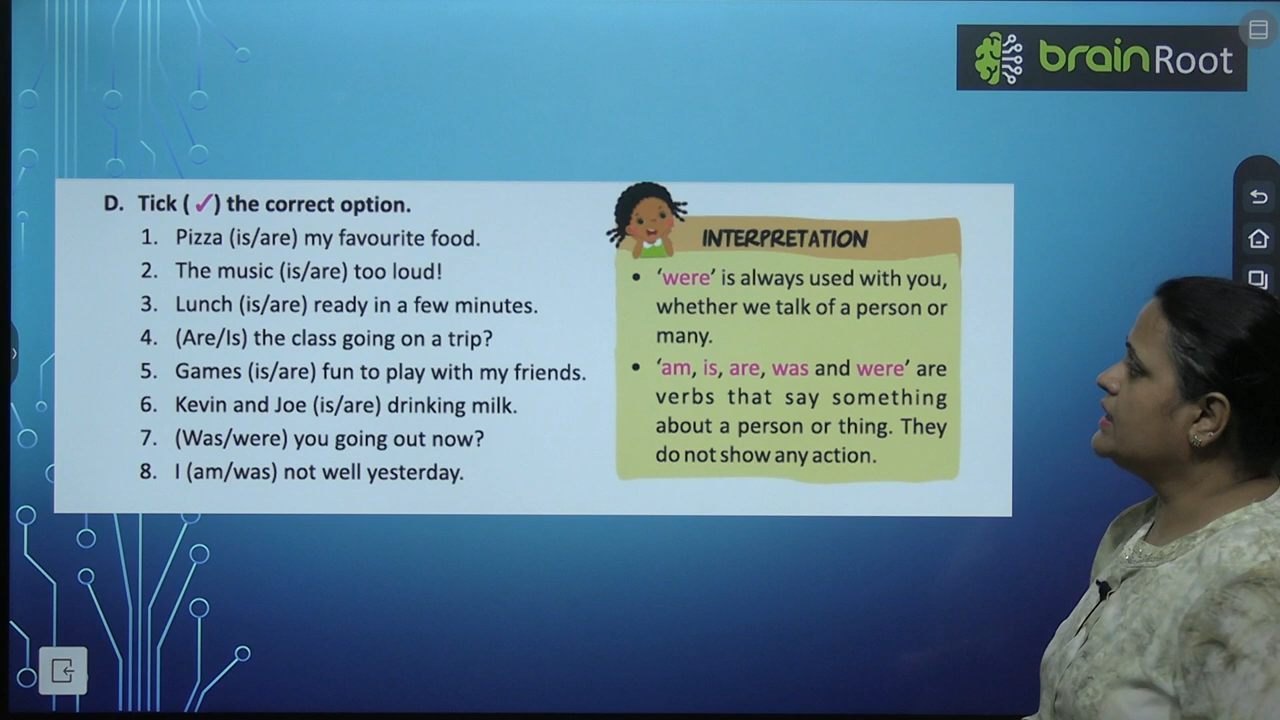 brainRoot
D. Tick (✓) the correct option.
1. Pizza (is/are) my favourite food.
2. The music (is/are) too loud!
3. Lunch (is/are) ready in a few minutes.
4. (Are/Is) the class going on a trip?
5. Games (is/are) fun to play with my friends.
6. Kevin and Joe (is/are) drinking milk.
7. (Was/were) you going out now?
8. I (am/was) not well yesterday.
INTERPRETATION
• ‘were’ is always used with you,
whether we talk of a person or
many.
• ‘am, is, are, was and were’ are
verbs that say something
about a person or thing. They
do not show any action.